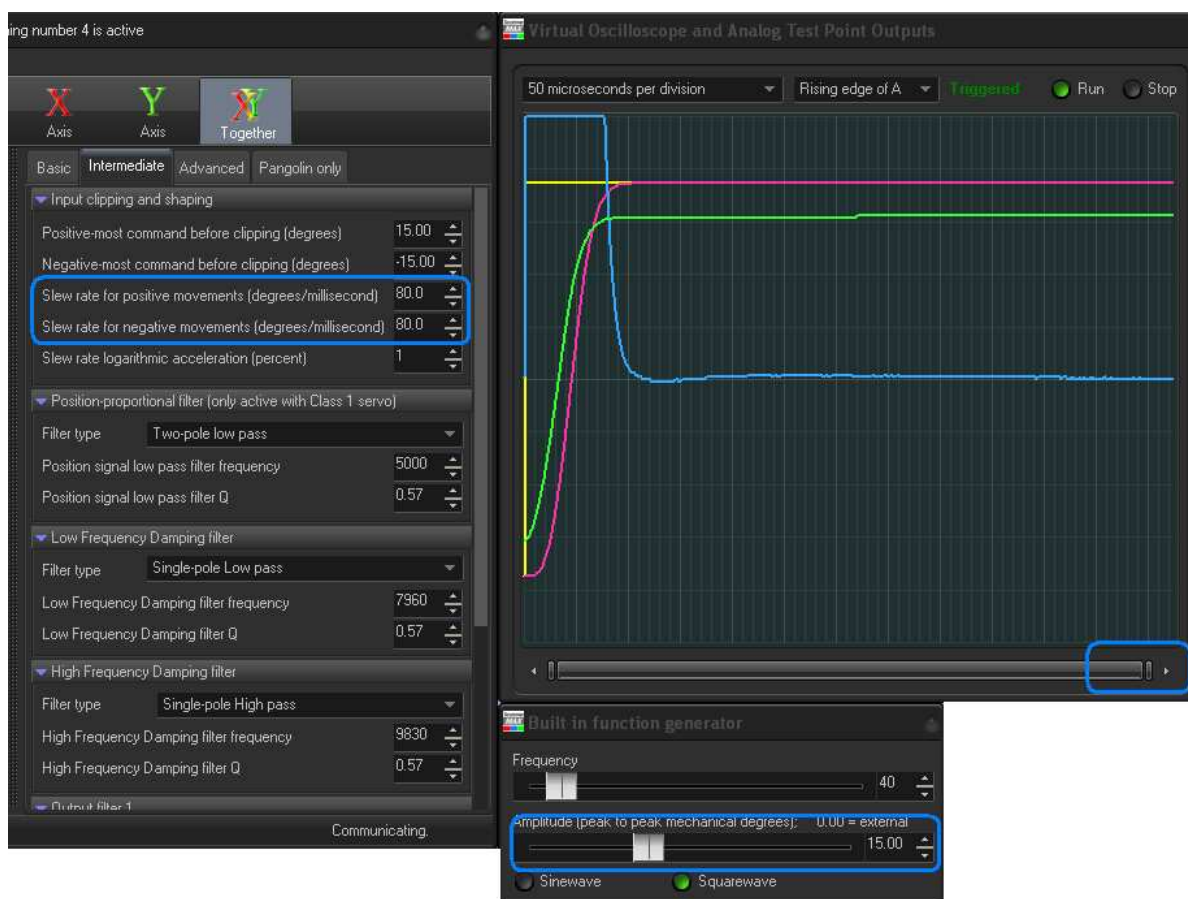 ing number 4 is active
X
Axis
Y
Axis
XY
Together
Basic Intermediate Advanced Pangolin only
Input clipping and shaping
Positive-most command before clipping (degrees) 15.00
Negative-most command before clipping (degrees) -15.00
Slew rate for positive movements (degrees/millisecond) 80.0
Slew rate for negative movements (degrees/millisecond) 80.0
Slew rate logarithmic acceleration (percent) 1
Position-proportional filter (only active with Class 1 servo)
Filter type Two-pole low pass
Position signal low pass filter frequency 5000
Position signal low pass filter Q 0.57
Low Frequency Damping filter
Filter type Single-pole Low pass
Low Frequency Damping filter frequency 7960
Low Frequency Damping filter Q 0.57
High Frequency Damping filter
Filter type Single-pole High pass
High Frequency Damping filter frequency 9830
High Frequency Damping filter Q 0.57
Output filter 1
Communicating.
Virtual Oscilloscope and Analog Test Point Outputs
50 microseconds per division Rising edge of A Triggered Run Stop
Built in function generator
Frequency
40
Amplitude (peak to peak mechanical degrees); 0.00 = external
15.00
Sinewave Squarewave